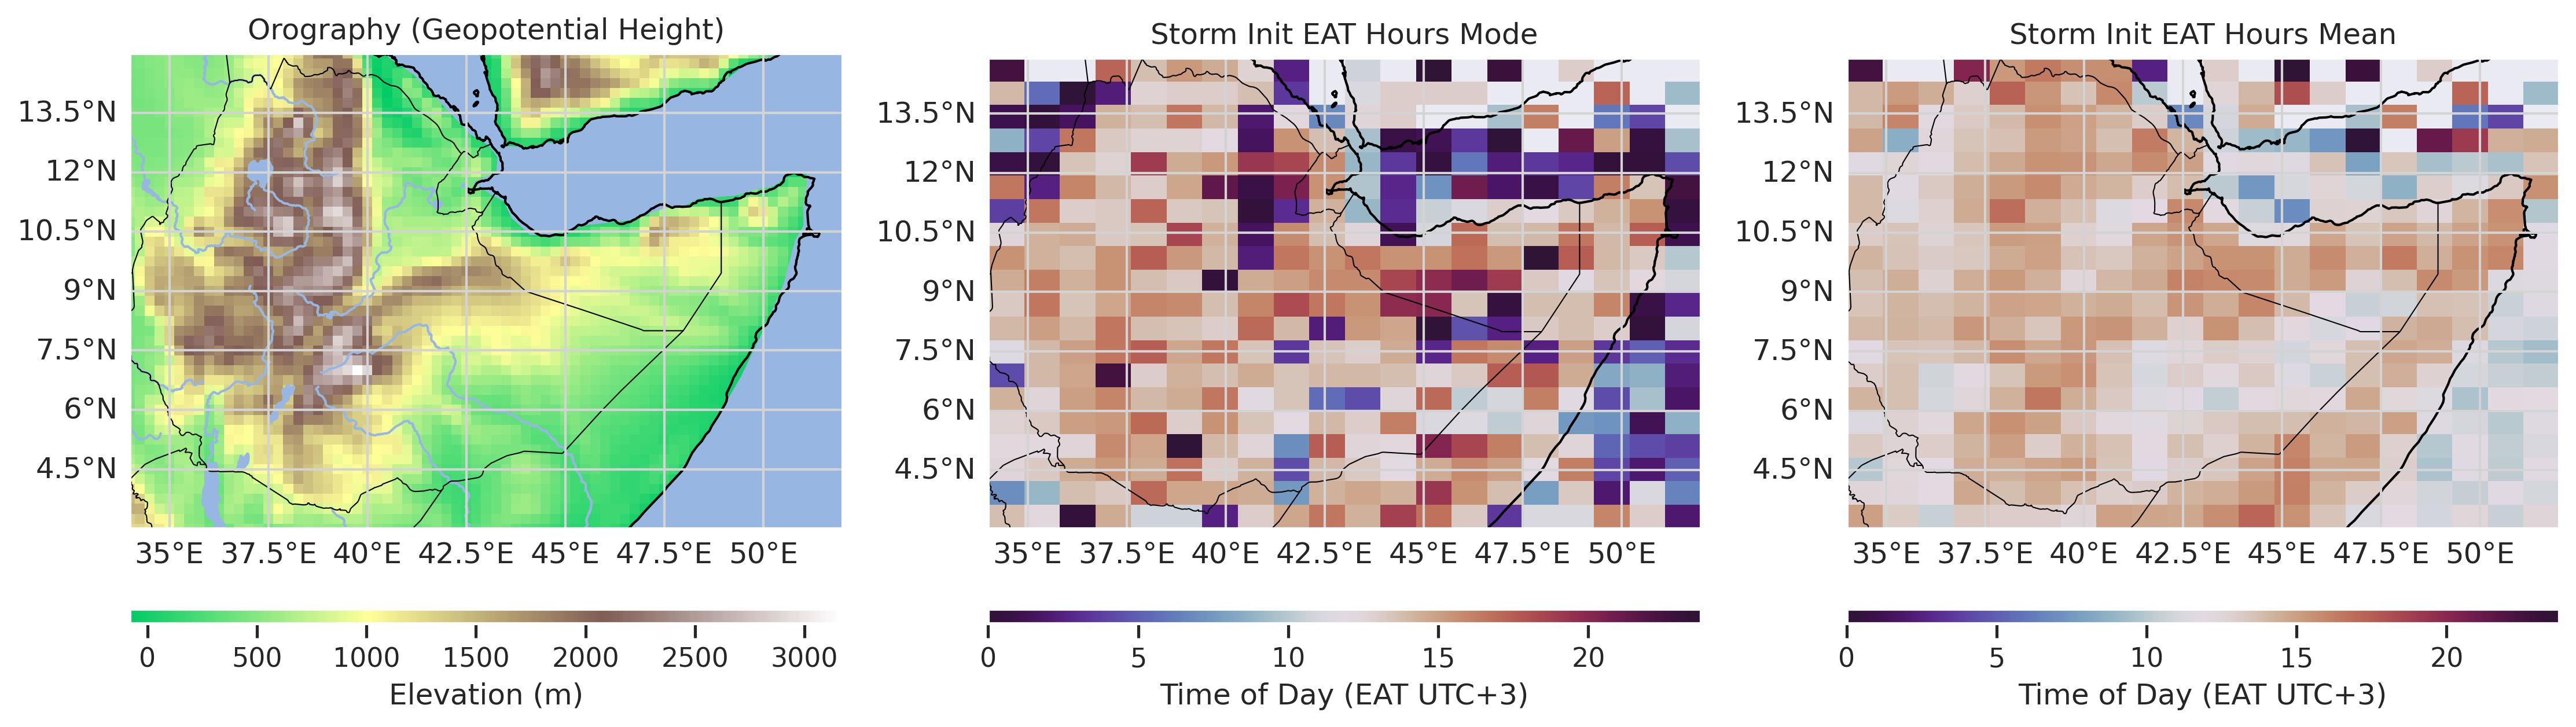 Orography (Geopotential Height)
13.5°N
12°N
10.5°N
9°N
7.5°N
6°N
4.5°N
35°E 37.5°E 40°E 42.5°E 45°E 47.5°E 50°E
0 500 1000 1500 2000 2500 3000
Elevation (m)
Storm Init EAT Hours Mode
13.5°N
12°N
10.5°N
9°N
7.5°N
6°N
4.5°N
35°E 37.5°E 40°E 42.5°E 45°E 47.5°E 50°E
0 5 10 15 20
Time of Day (EAT UTC+3)
Storm Init EAT Hours Mean
13.5°N
12°N
10.5°N
9°N
7.5°N
6°N
4.5°N
35°E 37.5°E 40°E 42.5°E 45°E 47.5°E 50°E
0 5 10 15 20
Time of Day (EAT UTC+3)